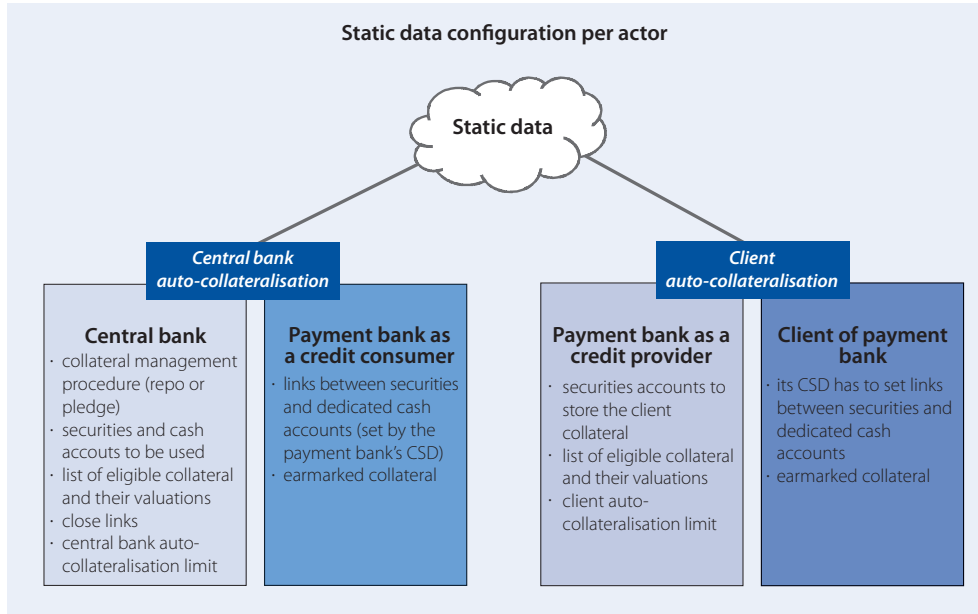 Static data configuration per actor
Static data
Central bank
auto-collateralisation
Central bank
· collateral management
procedure (repo or
pledge)
· securities and cash
accouts to be used
· list of eligible collateral
and their valuations
· close links
· central bank auto-
collateralisation limit
Payment bank as
a credit consumer
· links between securities
and dedicated cash
accounts (set by the
payment bank's CSD)
· earmarked collateral
Client
auto-collateralisation
Payment bank as a
credit provider
· securities accounts to
store the client
collateral
· list of eligible collateral
and their valuations
· client auto-
collateralisation limit
Client of payment
bank
· its CSD has to set links
between securities and
dedicated cash
accounts
· earmarked collateral